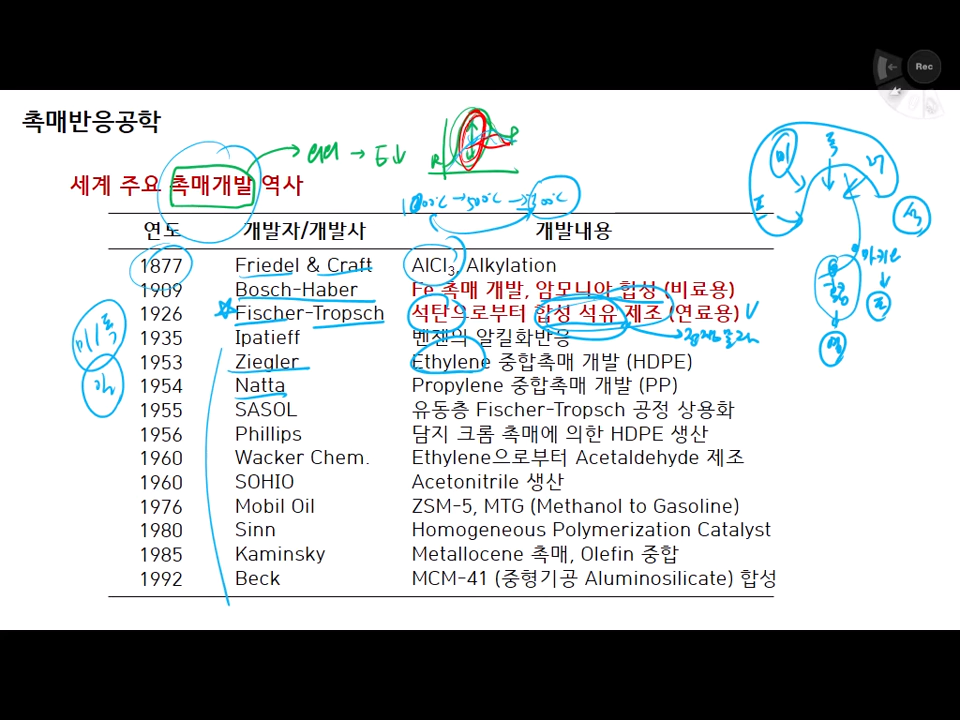 Rec
촉매반응공학
에너지 → E↓
세계 주요 촉매개발 역사
→ 500℃ → 300℃
연도 개발자/개발사 개발내용
1877 Friedel & Craft AlCl3, Alkylation
1909 Bosch-Haber Fe 촉매 개발, 암모니아 합성 (비료용)
1926 Fischer-Tropsch 석탄으로부터 합성 석유 제조 (연료용)
1935 Ipatieff 벤젠의 알킬화반응
1953 Ziegler Ethylene 중합촉매 개발 (HDPE)
1954 Natta Propylene 중합촉매 개발 (PP)
1955 SASOL 유동층 Fischer-Tropsch 공정 상용화
1956 Phillips 담지 크롬 촉매에 의한 HDPE 생산
1960 Wacker Chem. Ethylene으로부터 Acetaldehyde 제조
1960 SOHIO Acetonitrile 생산
1976 Mobil Oil ZSM-5, MTG (Methanol to Gasoline)
1980 Sinn Homogeneous Polymerization Catalyst
1985 Kaminsky Metallocene 촉매, Olefin 중합
1992 Beck MCM-41 (중형기공 Aluminosilicate) 합성